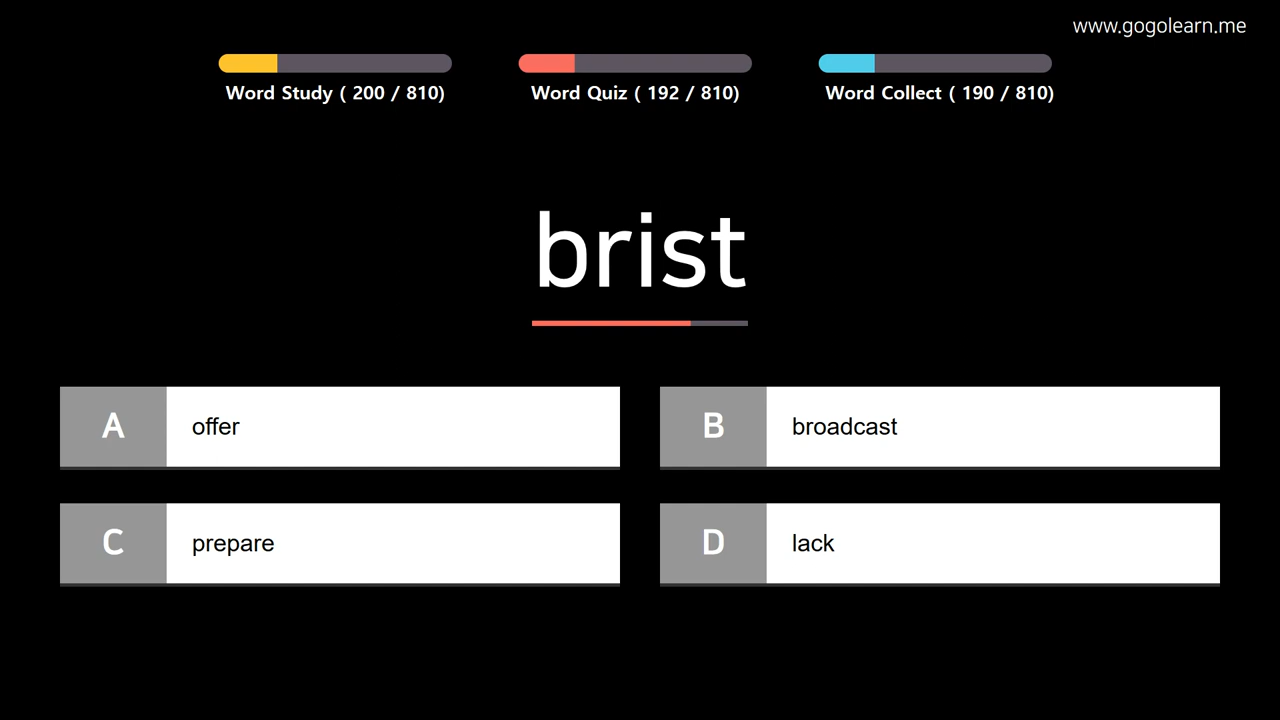 www.gogolearn.me
Word Study ( 200 / 810)
Word Quiz ( 192 / 810)
Word Collect ( 190 / 810)
brist
A offer
B broadcast
C prepare
D lack